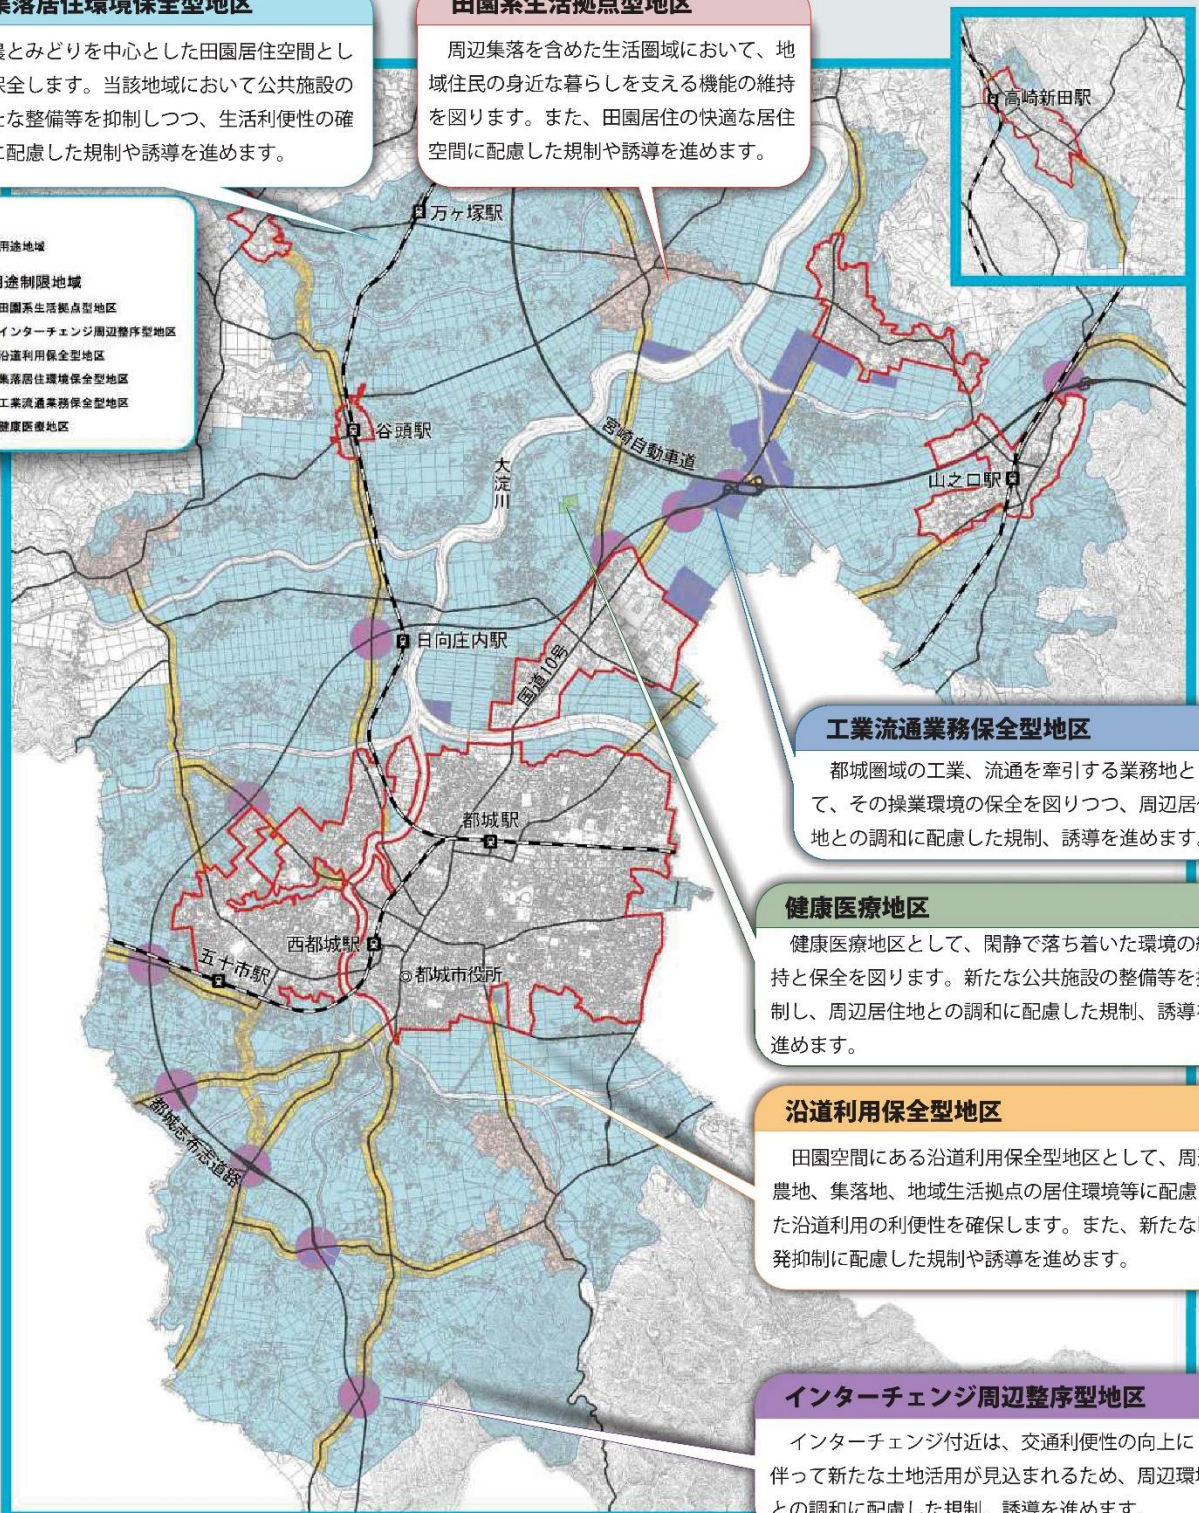 集落居住環境保全型地区
農とみどりを中心とした田園居住空間とし
保全します。当該地域において公共施設の
たな整備等を抑制しつつ、生活利便性の確
に配慮した規制や誘導を進めます。
田園系生活拠点型地区
周辺集落を含めた生活圏域において、地
域住民の身近な暮らしを支える機能の維持
を図ります。また、田園居住の快適な居住
空間に配慮した規制や誘導を進めます。
高崎新田駅
万ヶ塚駅
用途地域
用途制限地域
田園系生活拠点型地区
インターチェンジ周辺整序型地区
沿道利用保全型地区
集落居住環境保全型地区
工業流通業務保全型地区
健康医療地区
谷頭駅
大淀川
宮崎自動車道
山之口駅
日向庄内駅
国道10号
工業流通業務保全型地区
都城圏域の工業、流通を牽引する業務地と
て、その操業環境の保全を図りつつ、周辺居住
地との調和に配慮した規制、誘導を進めます。
都城駅
健康医療地区
健康医療地区として、閑静で落ち着いた環境の維
持と保全を図ります。新たな公共施設の整備等を抑
制し、周辺居住地との調和に配慮した規制、誘導を
進めます。
西都城駅
五十市駅
◎都城市役所
沿道利用保全型地区
田園空間にある沿道利用保全型地区として、周辺
農地、集落地、地域生活拠点の居住環境等に配慮
た沿道利用の利便性を確保します。また、新たな開
発抑制に配慮した規制や誘導を進めます。
都城志布志道路
インターチェンジ周辺整序型地区
インターチェンジ付近は、交通利便性の向上に
伴って新たな土地活用が見込まれるため、周辺環境
との調和に配慮した規制、誘導を進めます。